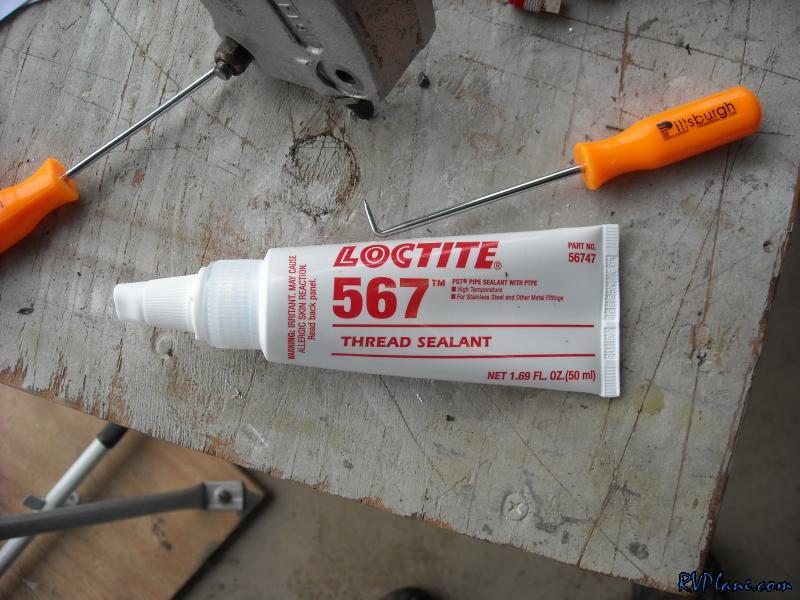 Pittsburgh
LOCTITE®
PART NO.
56747
567™
PST® PIPE SEALANT WITH PTFE
■ High Temperature
■ For Stainless Steel and Other Metal Fittings
THREAD SEALANT
NET 1.69 FL. OZ.(50 ml)
WARNING: IRRITANT. MAY CAUSE
ALLERGIC SKIN REACTION.
Read back panel.
RVPlane.com